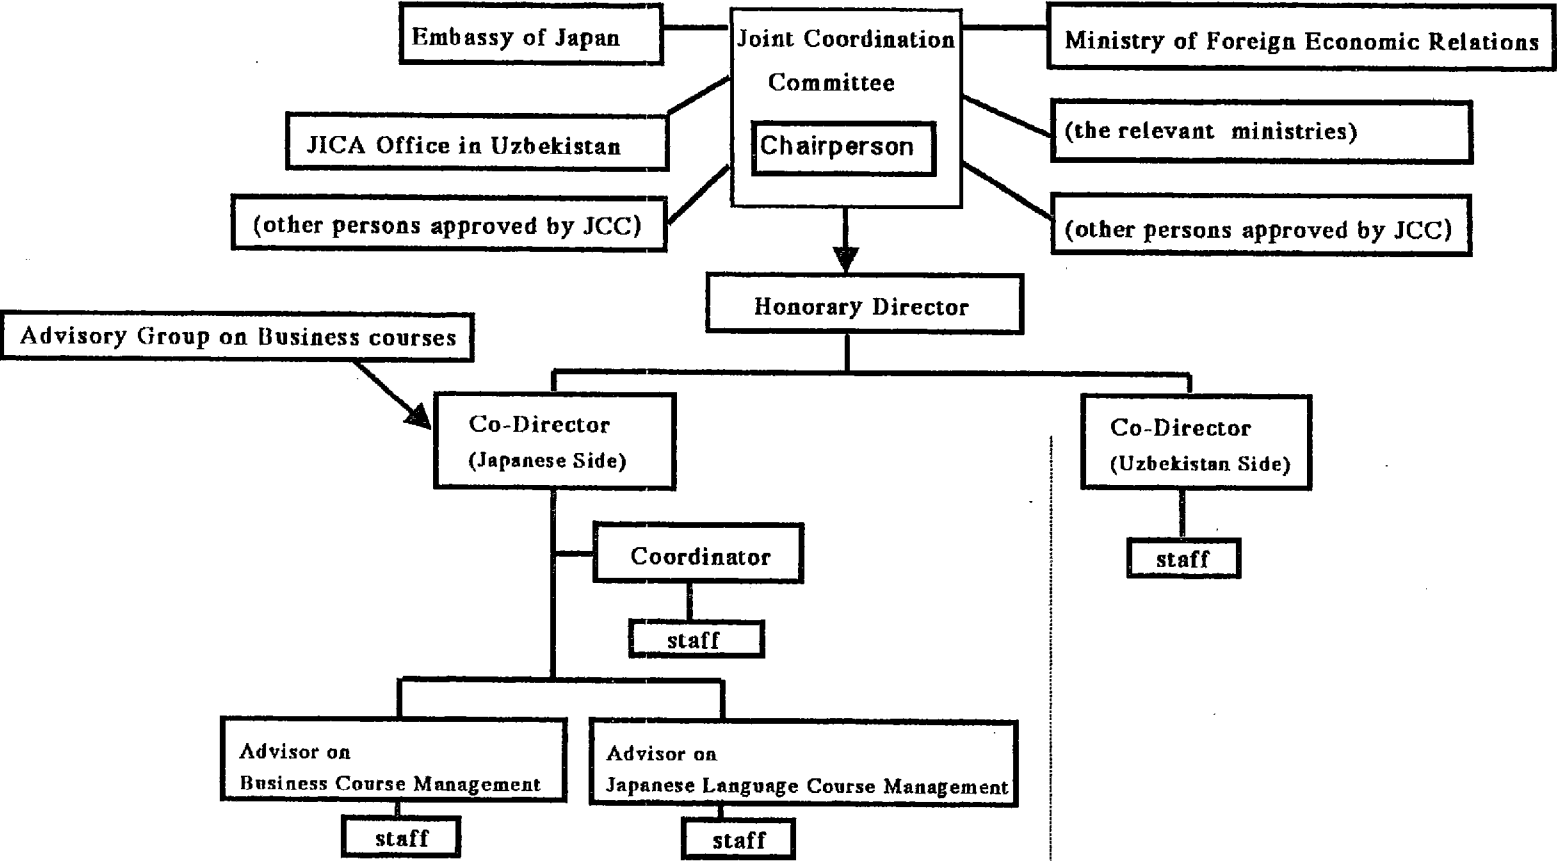 Embassy of Japan
Joint Coordination
Committee
Chairperson
Ministry of Foreign Economic Relations
JICA Office in Uzbekistan
(the relevant ministries)
(other persons approved by JCC)
(other persons approved by JCC)
Honorary Director
Advisory Group on Business courses
Co-Director
(Japanese Side)
Co-Director
(Uzbekistan Side)
Coordinator
staff
staff
Advisor on
Business Course Management
Advisor on
Japanese Language Course Management
staff
staff